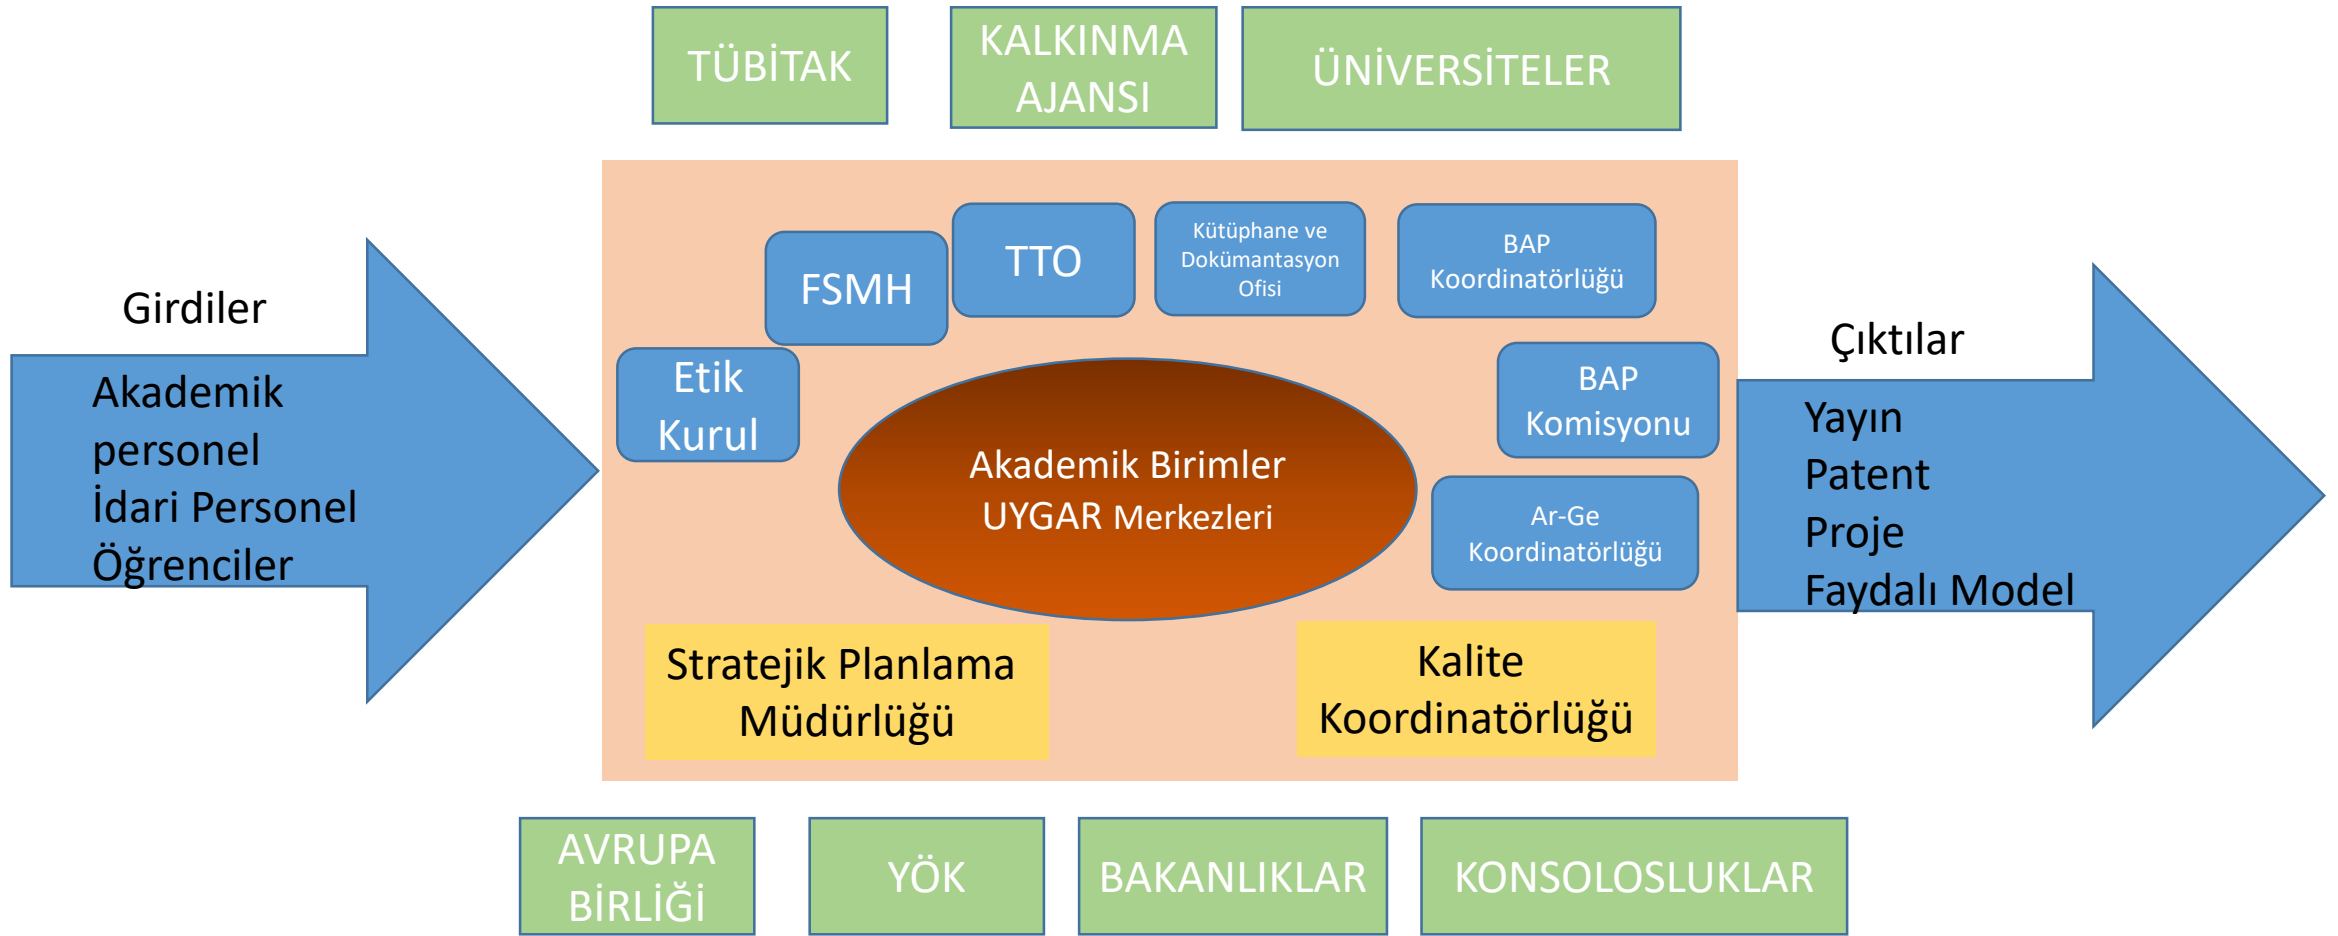 TÜBİTAK
KALKINMA
AJANSI
ÜNİVERSİTELER
Girdiler
Akademik
personel
İdari Personel
Öğrenciler
Etik
Kurul
FSMH
TTO
Kütüphane ve
Dokümantasyon
Ofisi
BAP
Koordinatörlüğü
BAP
Komisyonu
Ar-Ge
Koordinatörlüğü
Akademik Birimler
UYGAR Merkezleri
Stratejik Planlama
Müdürlüğü
Kalite
Koordinatörlüğü
Çıktılar
Yayın
Patent
Proje
Faydalı Model
AVRUPA
BİRLİĞİ
YÖK
BAKANLIKLAR
KONSOLOSLUKLAR